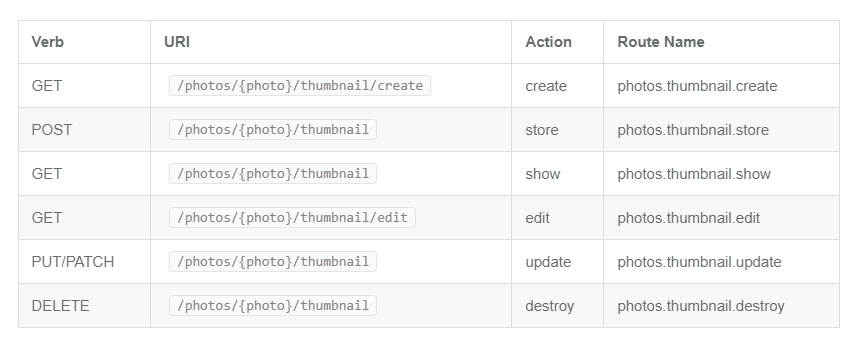 Verb URI Action Route Name
GET /photos/{photo}/thumbnail/create create photos.thumbnail.create
POST /photos/{photo}/thumbnail store photos.thumbnail.store
GET /photos/{photo}/thumbnail show photos.thumbnail.show
GET /photos/{photo}/thumbnail/edit edit photos.thumbnail.edit
PUT/PATCH /photos/{photo}/thumbnail update photos.thumbnail.update
DELETE /photos/{photo}/thumbnail destroy photos.thumbnail.destroy